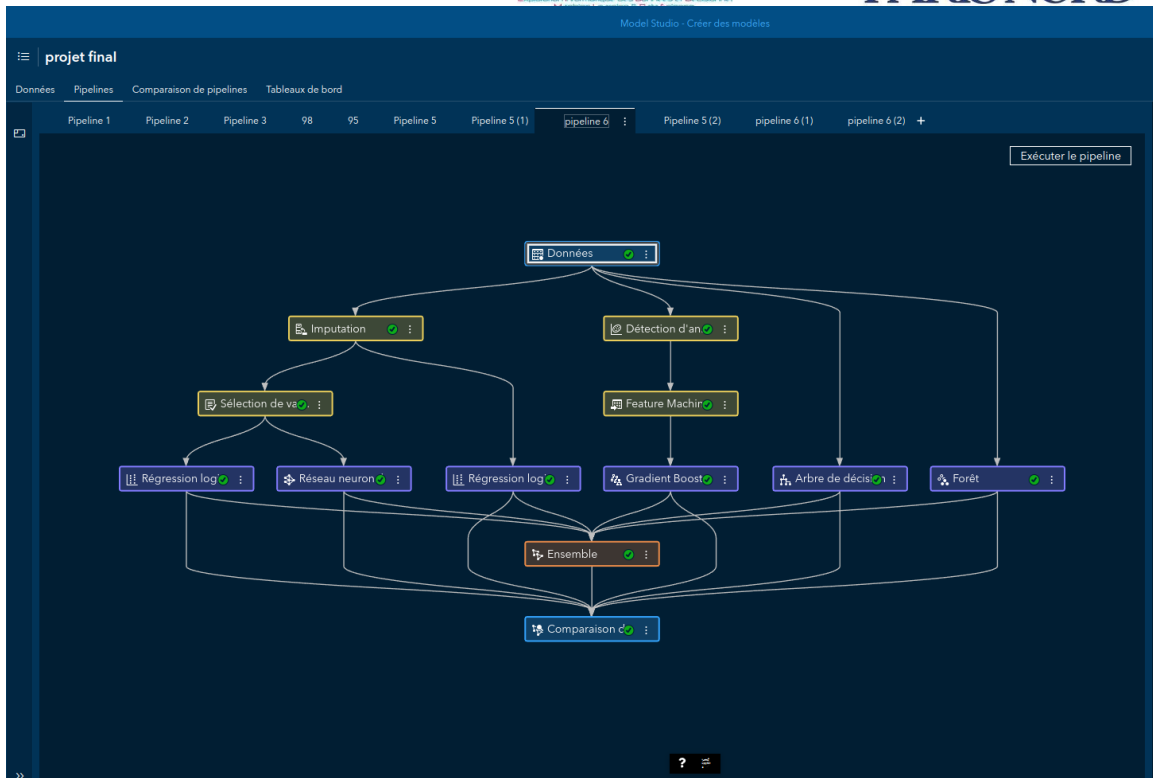 PARIS NORD
Model Studio - Créer des modèles
projet final
Données Pipelines Comparaison de pipelines Tableaux de bord
Pipeline 1 Pipeline 2 Pipeline 3 98 95 Pipeline 5 Pipeline 5 (1) pipeline 6 Pipeline 5 (2) pipeline 6 (1) pipeline 6 (2) +
Exécuter le pipeline
Données
Imputation Détection d'an
Sélection de va Feature Machin
Régression log Réseau neuron Régression log Gradient Boost Arbre de décision Forêt
Ensemble
Comparaison d
?